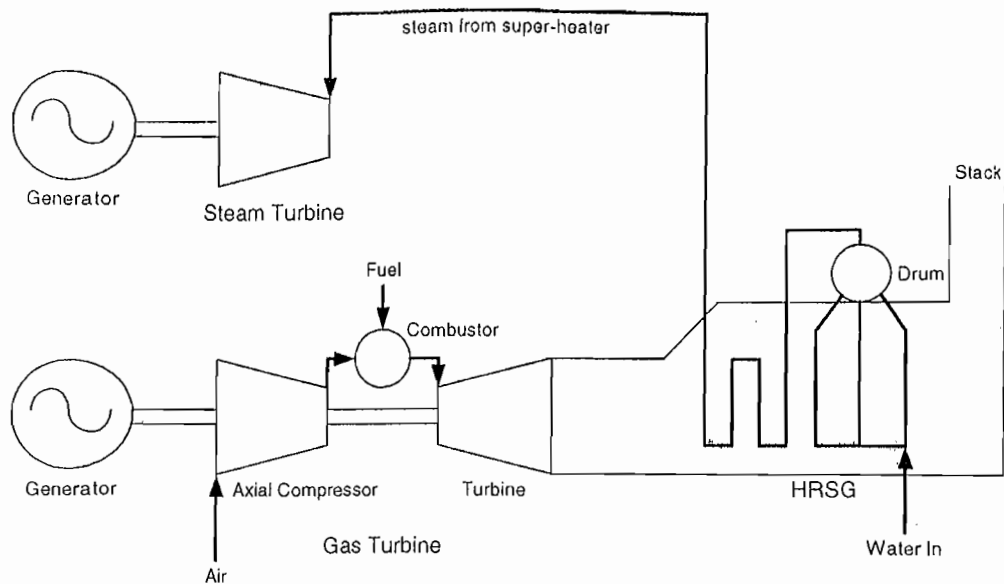 steam from super-heater
Generator
Steam Turbine
Stack
Fuel
Drum
Combustor
Generator
Axial Compressor
Turbine
HRSG
Gas Turbine
Water In
Air